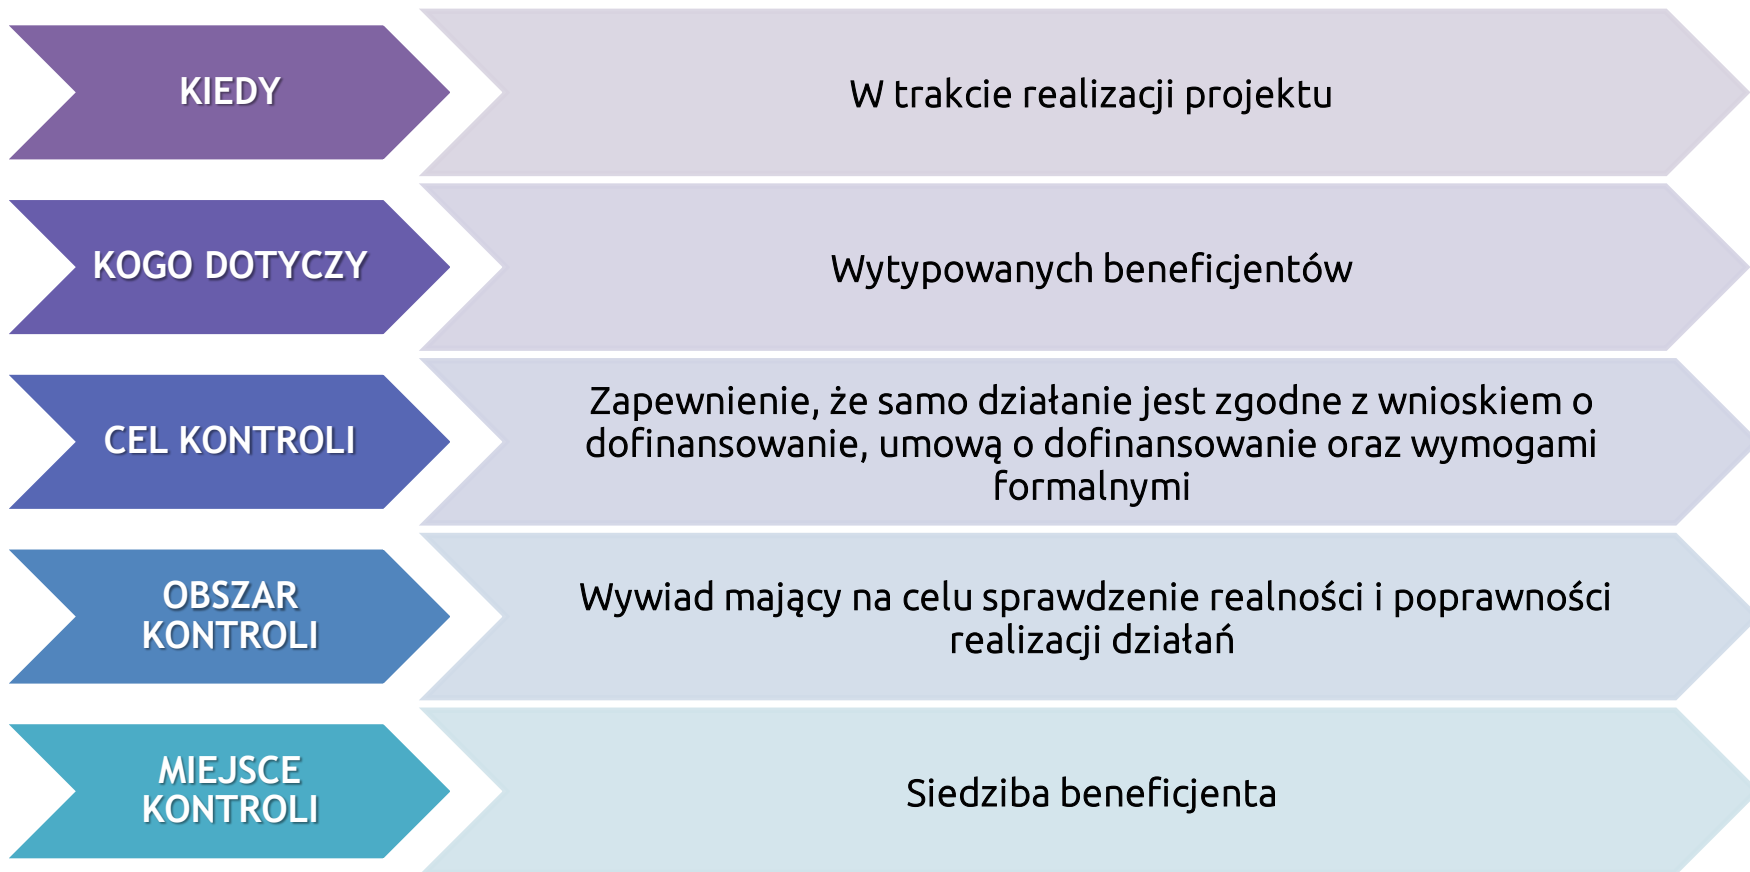 KIEDY
W trakcie realizacji projektu
KOGO DOTYCZY
Wytypowanych beneficjentów
CEL KONTROLI
Zapewnienie, że samo działanie jest zgodne z wnioskiem o
dofinansowanie, umową o dofinansowanie oraz wymogami
formalnymi
OBSZAR
KONTROLI
Wywiad mający na celu sprawdzenie realności i poprawności
realizacji działań
MIEJSCE
KONTROLI
Siedziba beneficjenta